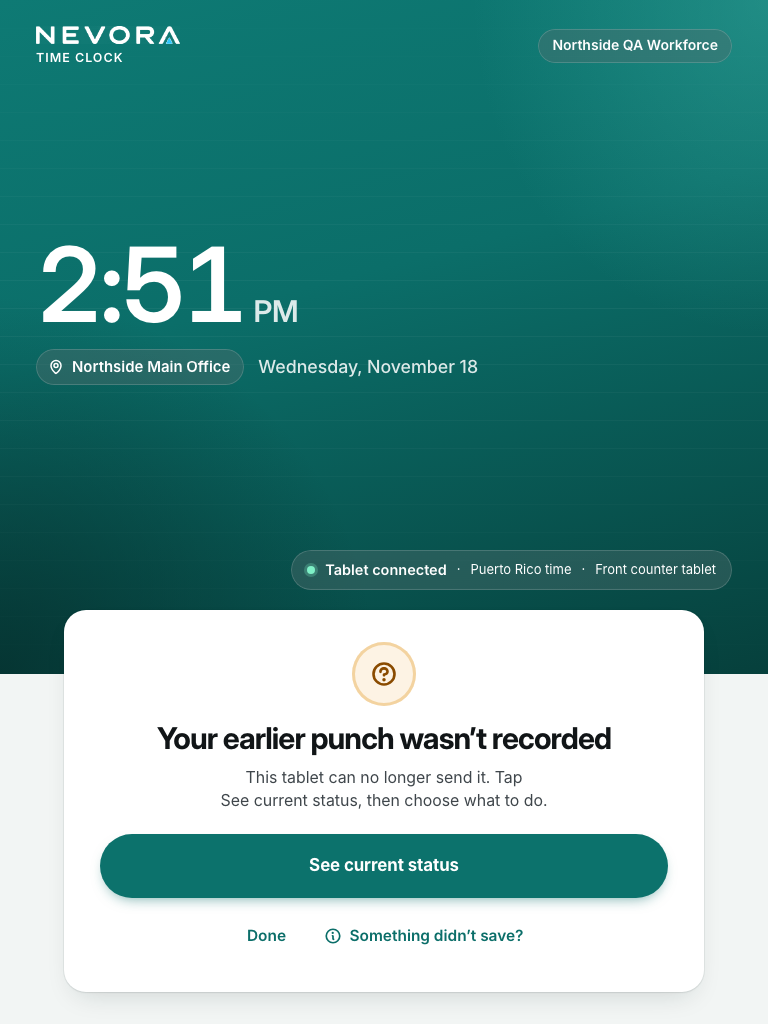 NEVORA
TIME CLOCK
Northside QA Workforce
2:51 PM
Northside Main Office
Wednesday, November 18
Tablet connected · Puerto Rico time · Front counter tablet
Your earlier punch wasn’t recorded
This tablet can no longer send it. Tap
See current status, then choose what to do.
See current status
Done
Something didn’t save?